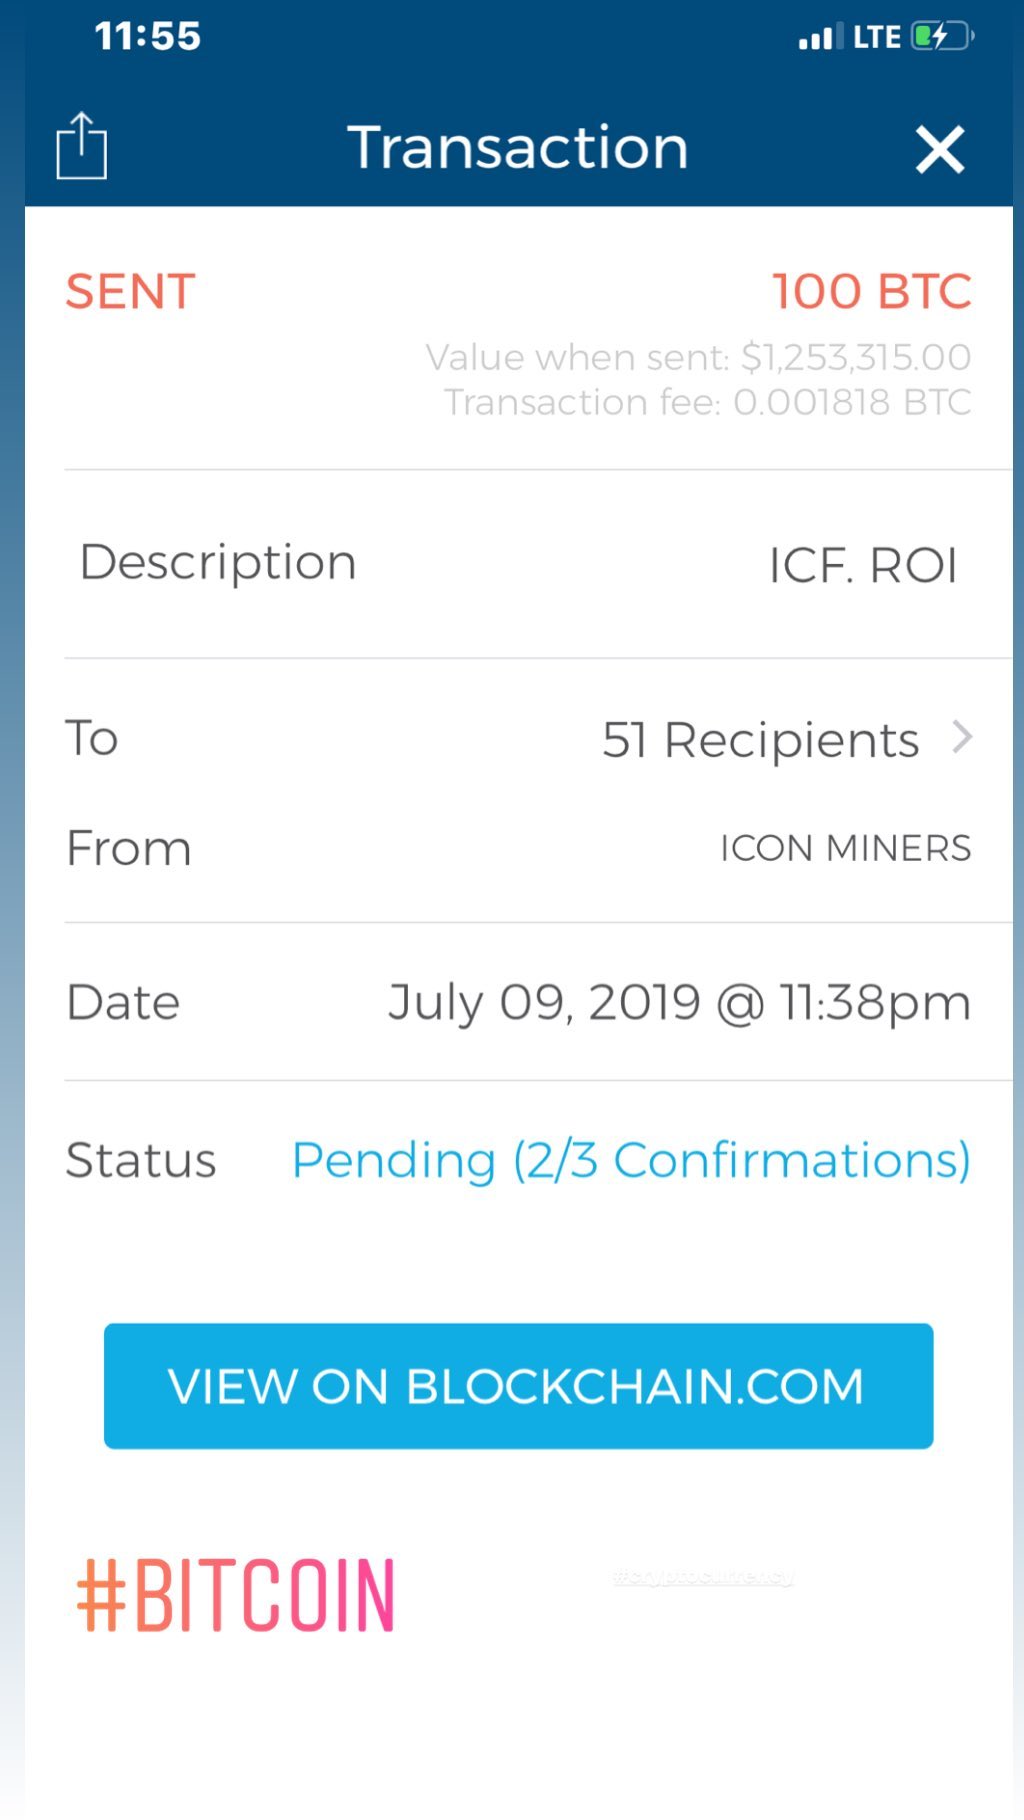 11:55 LTE
Transaction
SENT 100 BTC
Value when sent: $1,253,315.00
Transaction fee: 0.001818 BTC
Description ICF. ROI
To 51 Recipients
From ICON MINERS
Date July 09, 2019 @ 11:38pm
Status Pending (2/3 Confirmations)
VIEW ON BLOCKCHAIN.COM
#BITCOIN #cryptocurrency